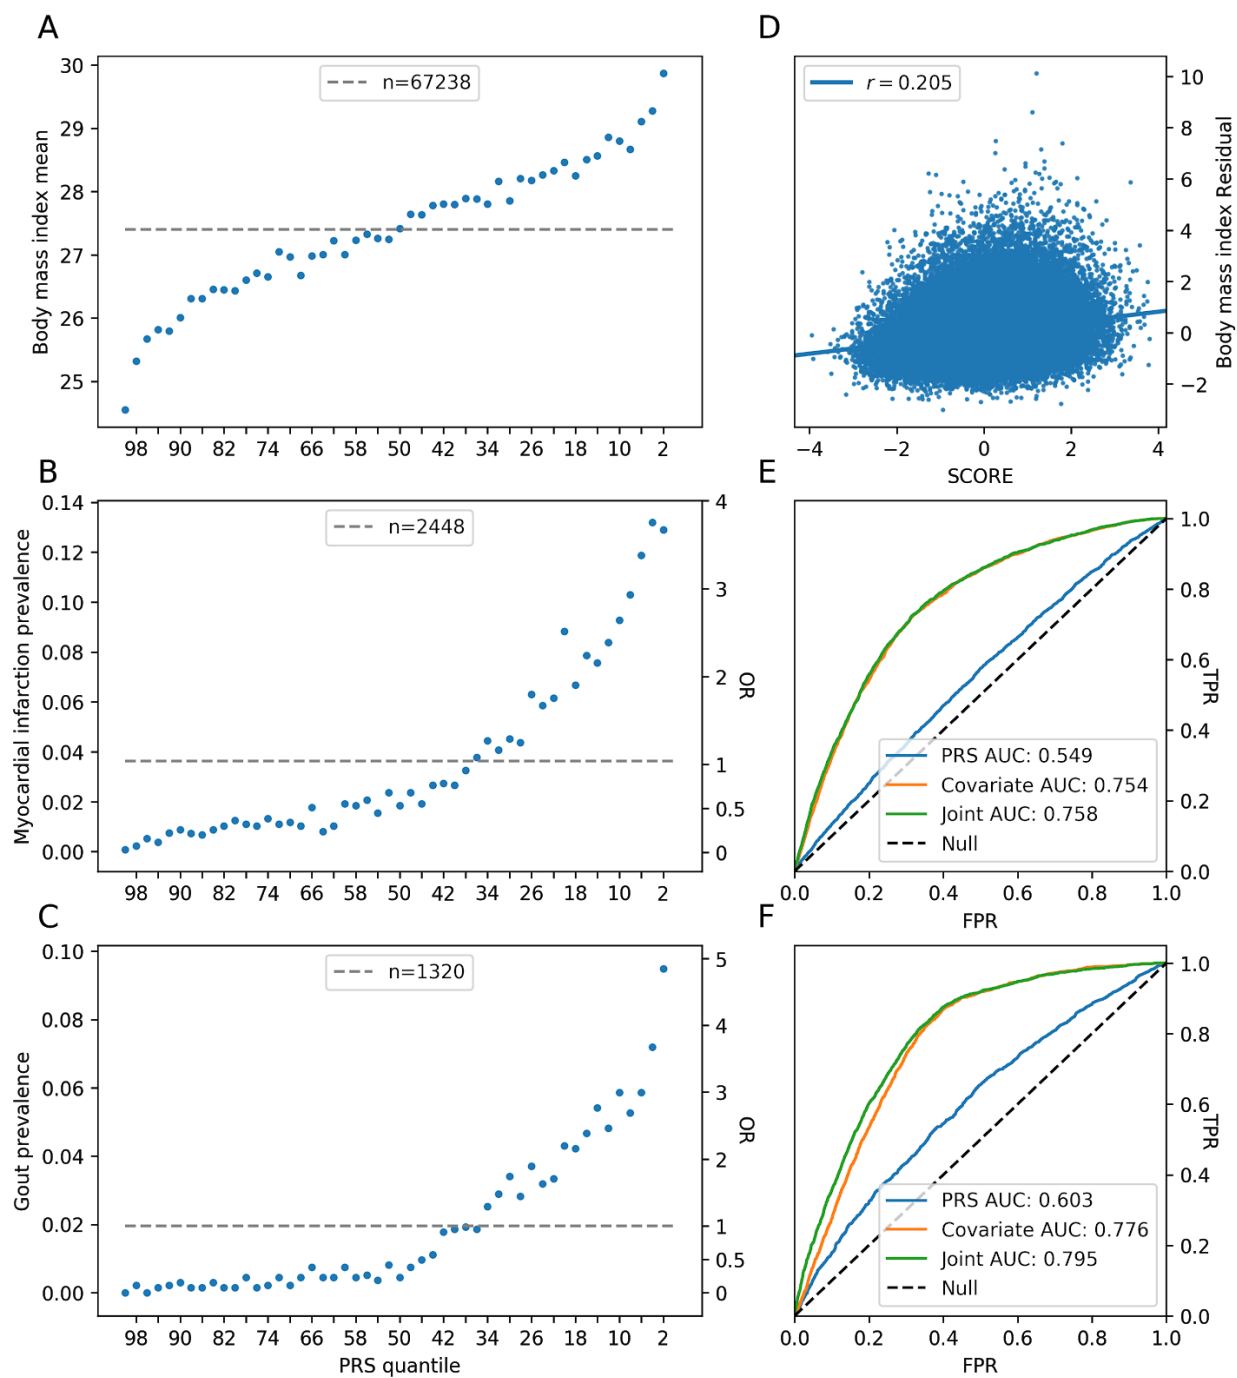 A
30
29
28
27
26
25
Body mass index mean
n=67238
98 90 82 74 66 58 50 42 34 26 18 10 2
D
r = 0.205
10
8
6
4
2
0
−2
Body mass index Residual
−4 −2 0 2 4
SCORE
B
0.14
0.12
0.10
0.08
0.06
0.04
0.02
0.00
Myocardial infarction prevalence
n=2448
4
3
2
1
0.5
0
OR
98 90 82 74 66 58 50 42 34 26 18 10 2
E
PRS AUC: 0.549
Covariate AUC: 0.754
Joint AUC: 0.758
Null
1.0
0.8
0.6
0.4
0.2
0.0
TPR
0.0 0.2 0.4 0.6 0.8 1.0
FPR
C
0.10
0.08
0.06
0.04
0.02
0.00
Gout prevalence
n=1320
5
4
3
2
1
0.5
0
OR
98 90 82 74 66 58 50 42 34 26 18 10 2
PRS quantile
F
PRS AUC: 0.603
Covariate AUC: 0.776
Joint AUC: 0.795
Null
1.0
0.8
0.6
0.4
0.2
0.0
TPR
0.0 0.2 0.4 0.6 0.8 1.0
FPR